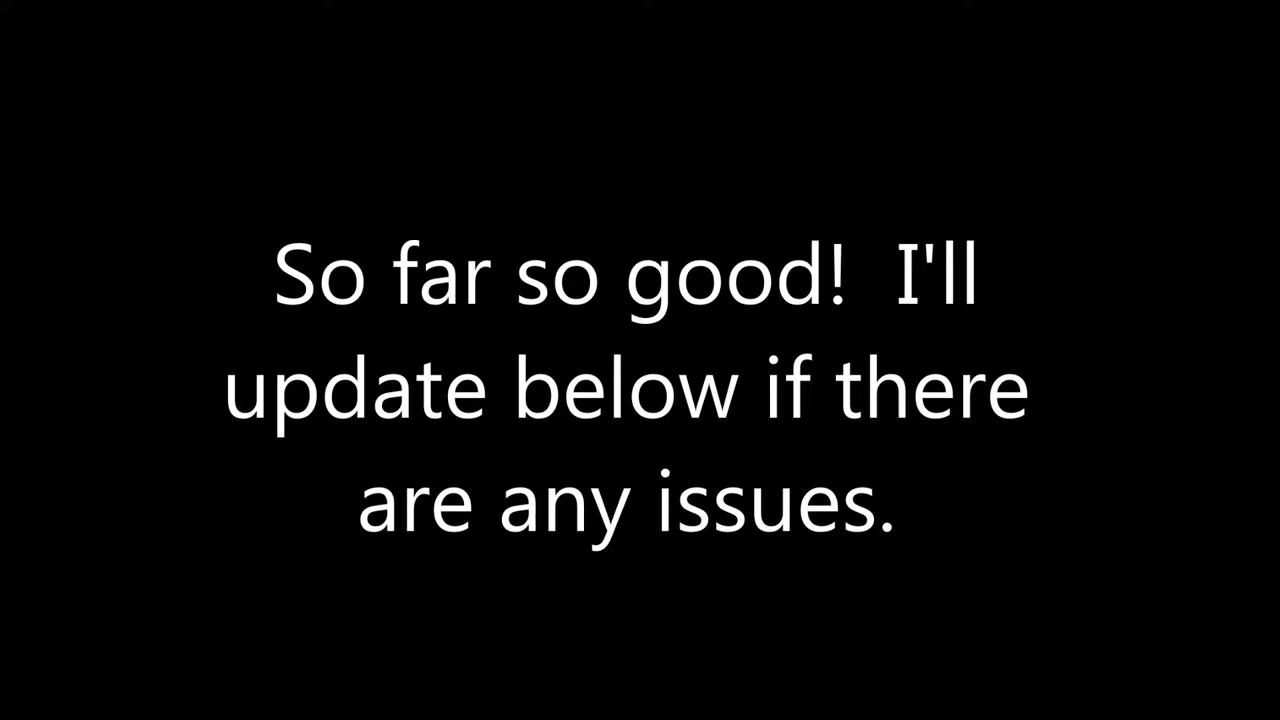 So far so good!  I'll
update below if there
are any issues.